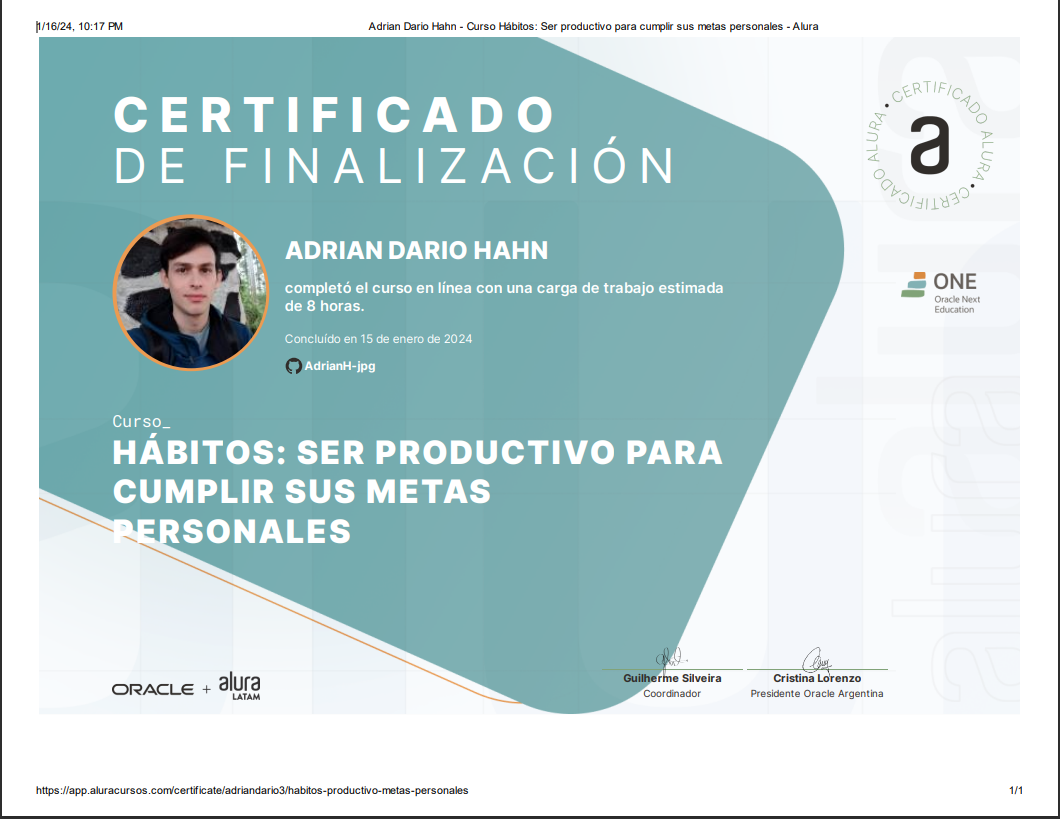 1/16/24, 10:17 PM
Adrian Dario Hahn - Curso Hábitos: Ser productivo para cumplir sus metas personales - Alura
CERTIFICADO
DE FINALIZACIÓN
CERTIFICADO ALURA • CERTIFICADO ALURA •
a
ADRIAN DARIO HAHN
completó el curso en línea con una carga de trabajo estimada
de 8 horas.
Concluído en 15 de enero de 2024
AdrianH-jpg
ONE
Oracle Next
Education
Curso_
HÁBITOS: SER PRODUCTIVO PARA
CUMPLIR SUS METAS
PERSONALES
alura
ORACLE + alura
LATAM
Guilherme Silveira
Coordinador
Cristina Lorenzo
Presidente Oracle Argentina
https://app.aluracursos.com/certificate/adriandario3/habitos-productivo-metas-personales
1/1